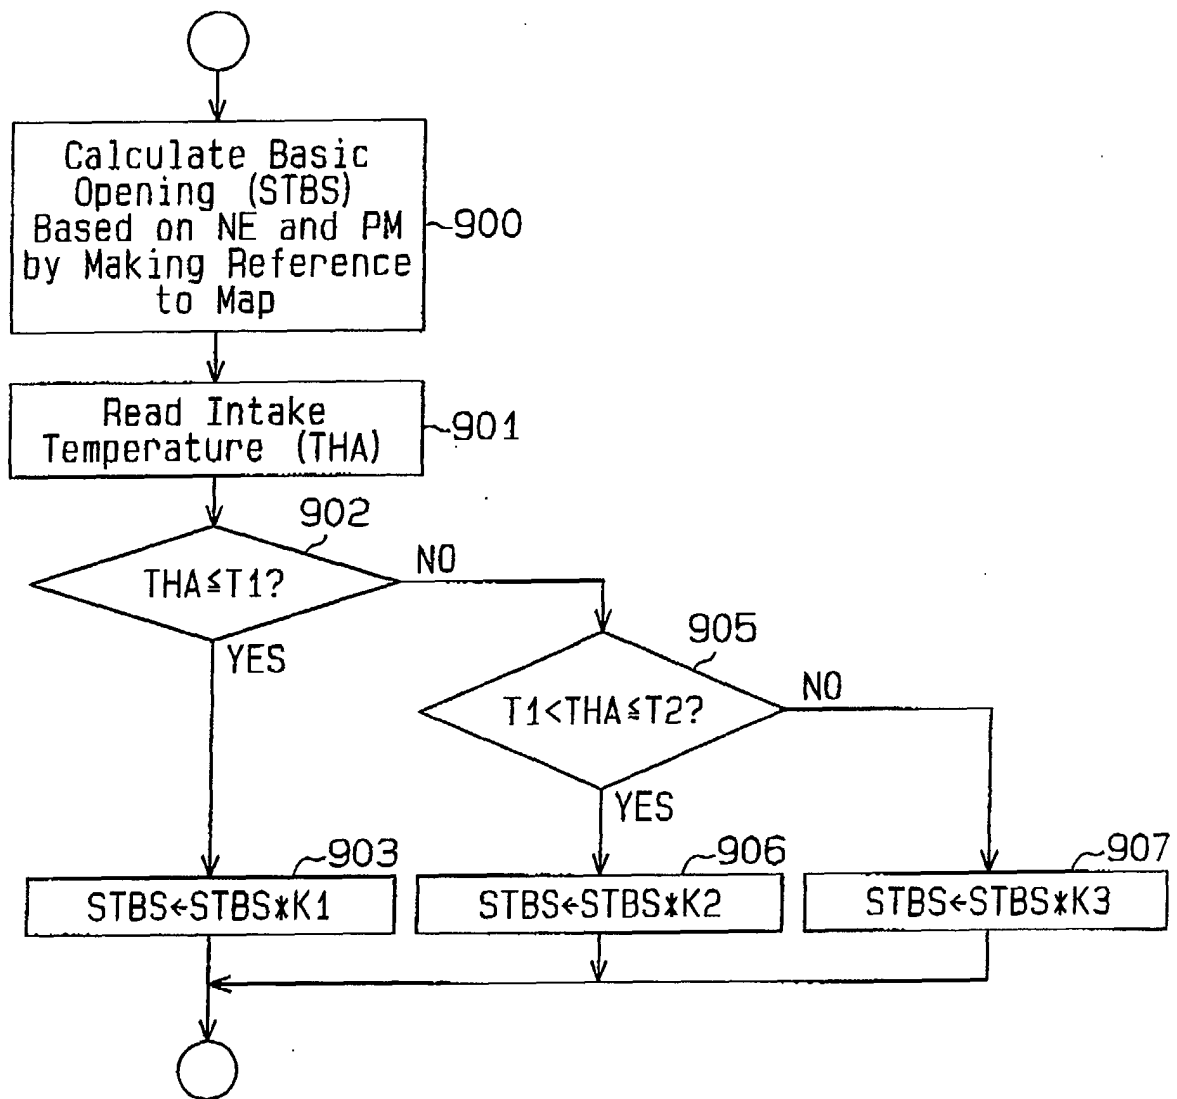 Calculate Basic
Opening (STBS)
Based on NE and PM
by Making Reference
to Map
900
Read Intake
Temperature (THA)
901
902
THA≦T1?
NO
YES
905
T1<THA≦T2?
NO
YES
903
STBS←STBS*K1
906
STBS←STBS*K2
907
STBS←STBS*K3